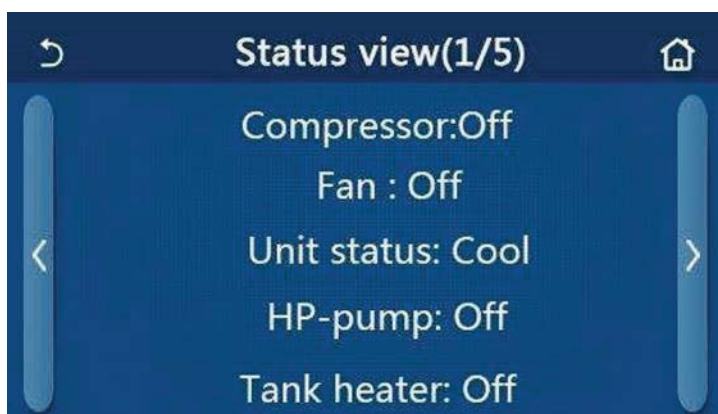 Status view(1/5)
Compressor:Off
Fan : Off
Unit status: Cool
HP-pump: Off
Tank heater: Off